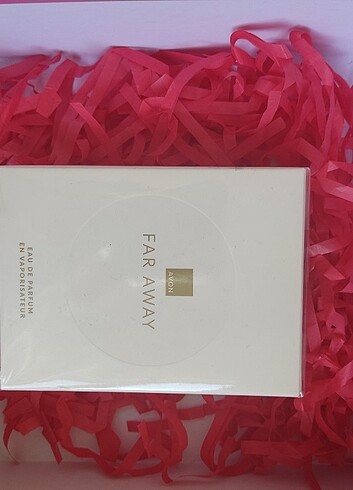 AVON
FAR AWAY
EAU DE PARFUM
EN VAPORISATEUR